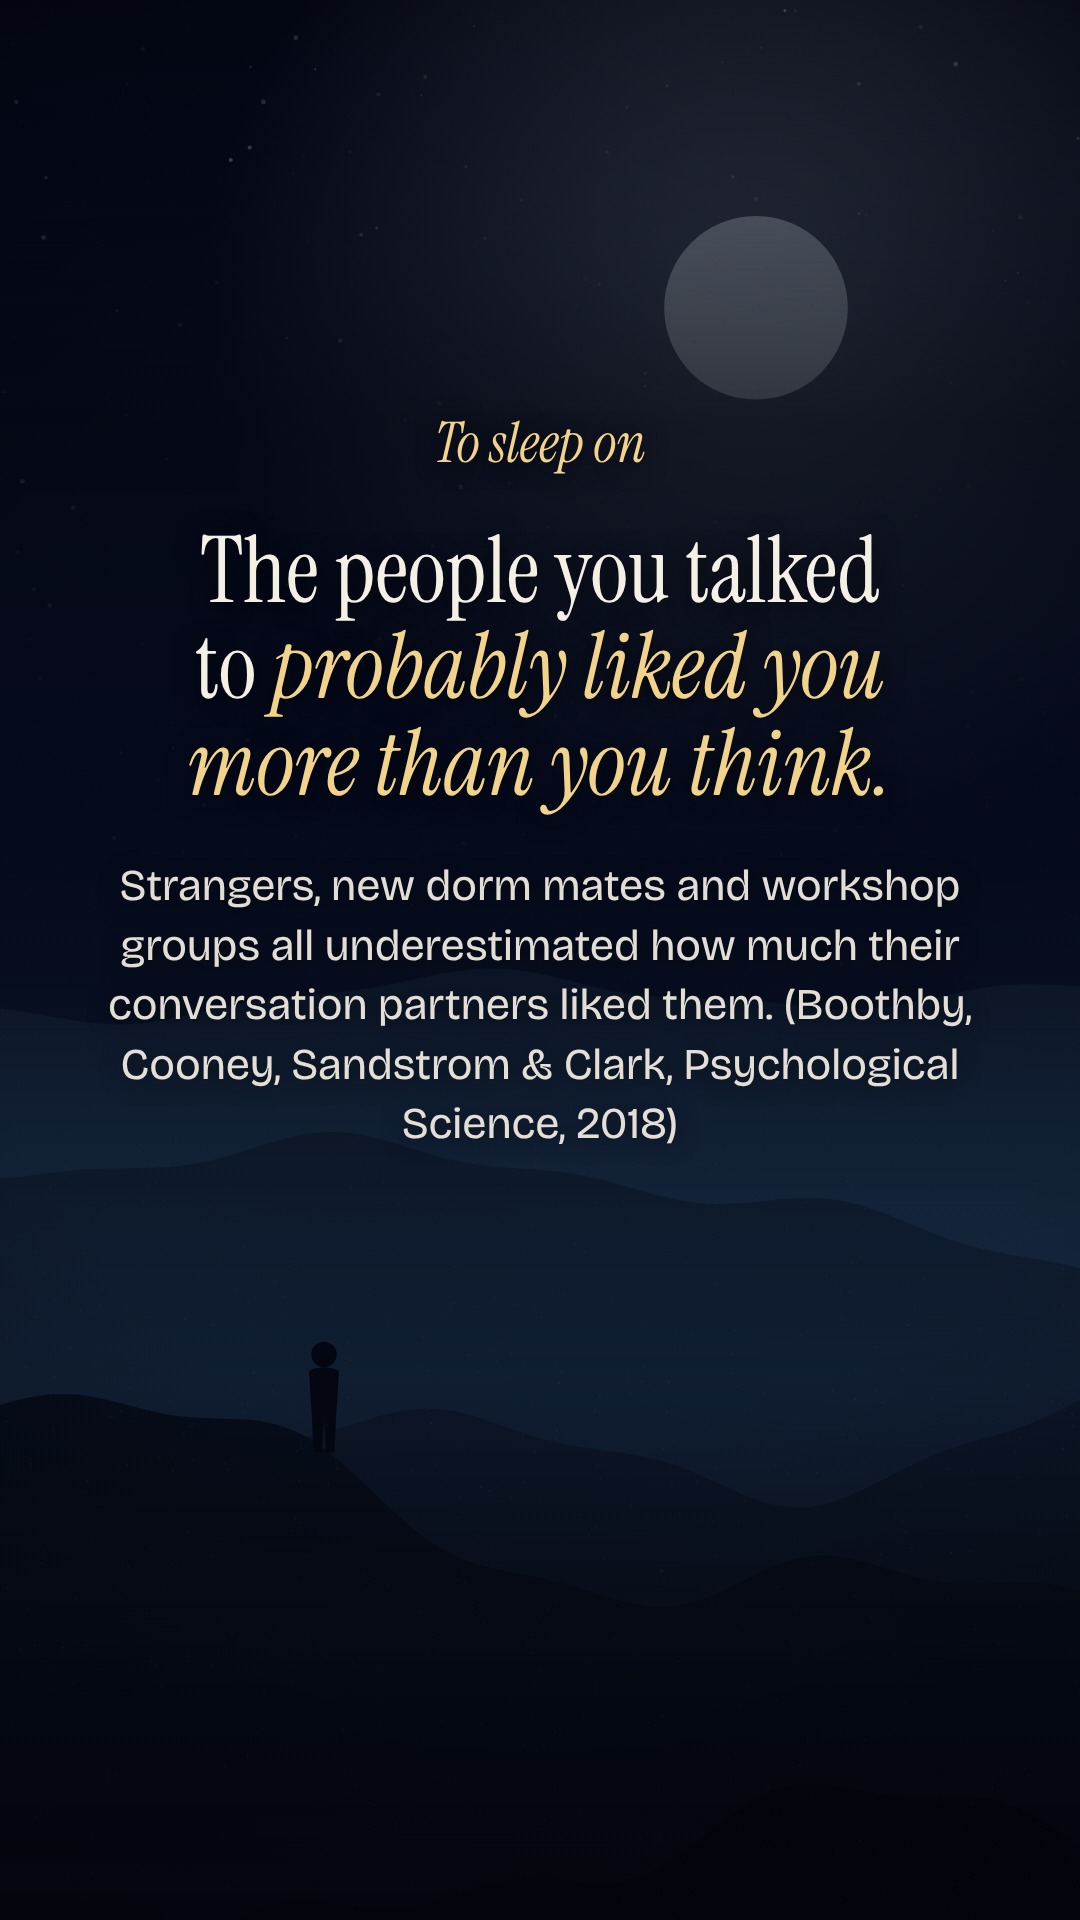 To sleep on
The people you talked
to probably liked you
more than you think.
Strangers, new dorm mates and workshop
groups all underestimated how much their
conversation partners liked them. (Boothby,
Cooney, Sandstrom & Clark, Psychological
Science, 2018)